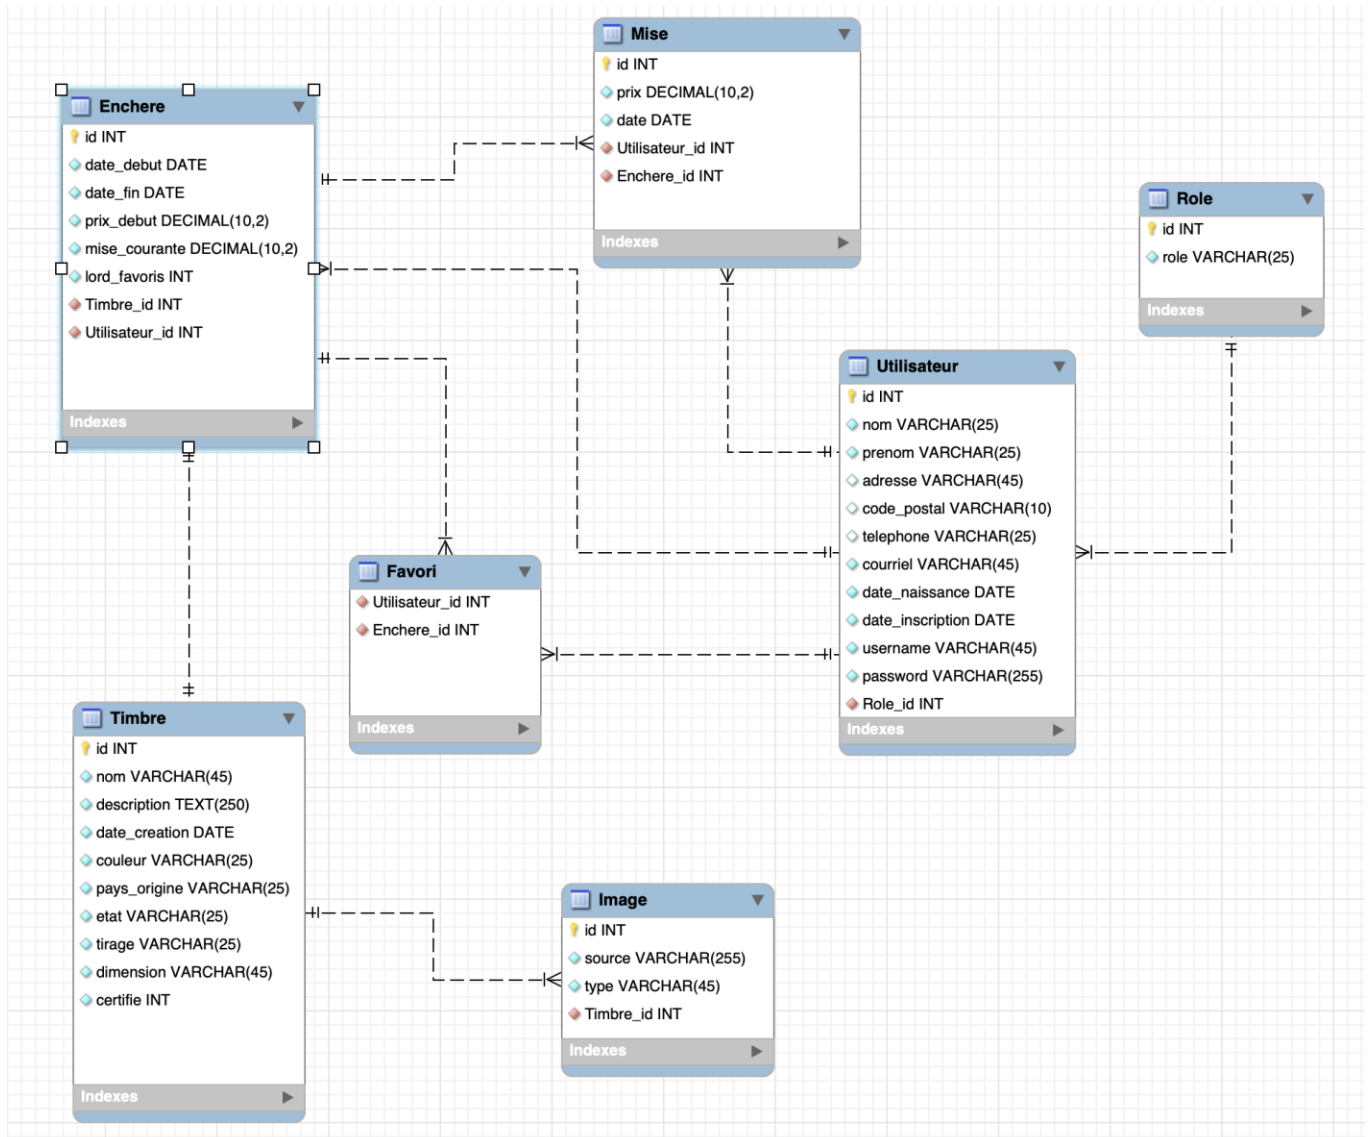 Mise
id INT
prix DECIMAL(10,2)
date DATE
Utilisateur_id INT
Enchere_id INT
Indexes
Enchere
id INT
date_debut DATE
date_fin DATE
prix_debut DECIMAL(10,2)
mise_courante DECIMAL(10,2)
lord_favoris INT
Timbre_id INT
Utilisateur_id INT
Indexes
Role
id INT
role VARCHAR(25)
Indexes
Utilisateur
id INT
nom VARCHAR(25)
prenom VARCHAR(25)
adresse VARCHAR(45)
code_postal VARCHAR(10)
telephone VARCHAR(25)
courriel VARCHAR(45)
date_naissance DATE
date_inscription DATE
username VARCHAR(45)
password VARCHAR(255)
Role_id INT
Indexes
Favori
Utilisateur_id INT
Enchere_id INT
Indexes
Timbre
id INT
nom VARCHAR(45)
description TEXT(250)
date_creation DATE
couleur VARCHAR(25)
pays_origine VARCHAR(25)
etat VARCHAR(25)
tirage VARCHAR(25)
dimension VARCHAR(45)
certifie INT
Indexes
Image
id INT
source VARCHAR(255)
type VARCHAR(45)
Timbre_id INT
Indexes